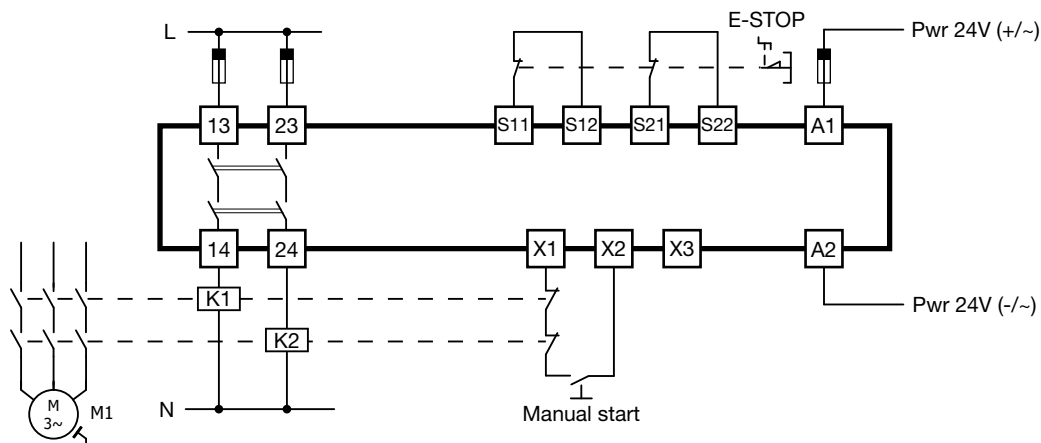 E-STOP
L
Pwr 24V (+/~)
13
23
S11
S12
S21
S22
A1
14
24
X1
X2
X3
A2
K1
Pwr 24V (-/~)
K2
M
3~
M1
N
Manual start